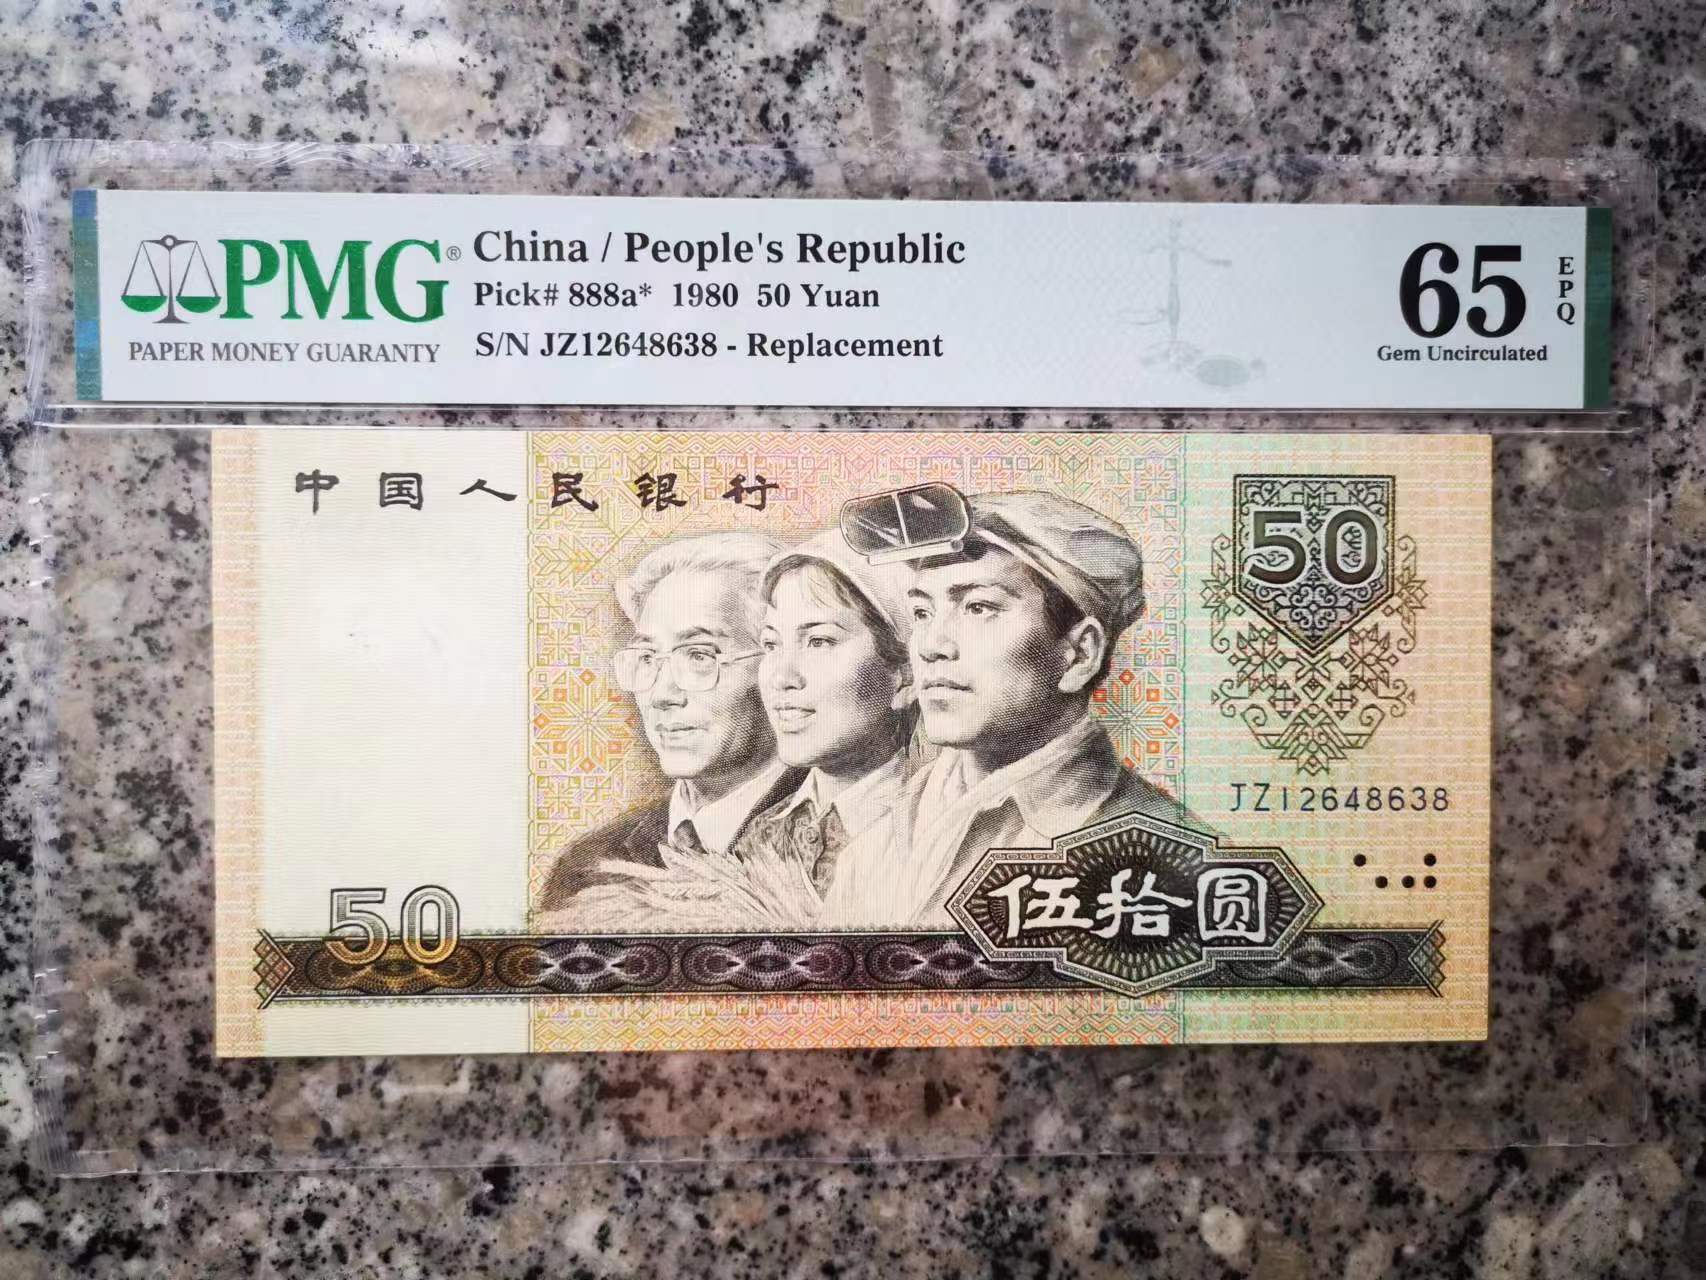 PMG®
PAPER MONEY GUARANTY
China / People's Republic
Pick# 888a* 1980 50 Yuan
S/N JZ12648638 - Replacement
65
EPQ
Gem Uncirculated
中国人民银行
50
JZ12648638
50
伍拾圆